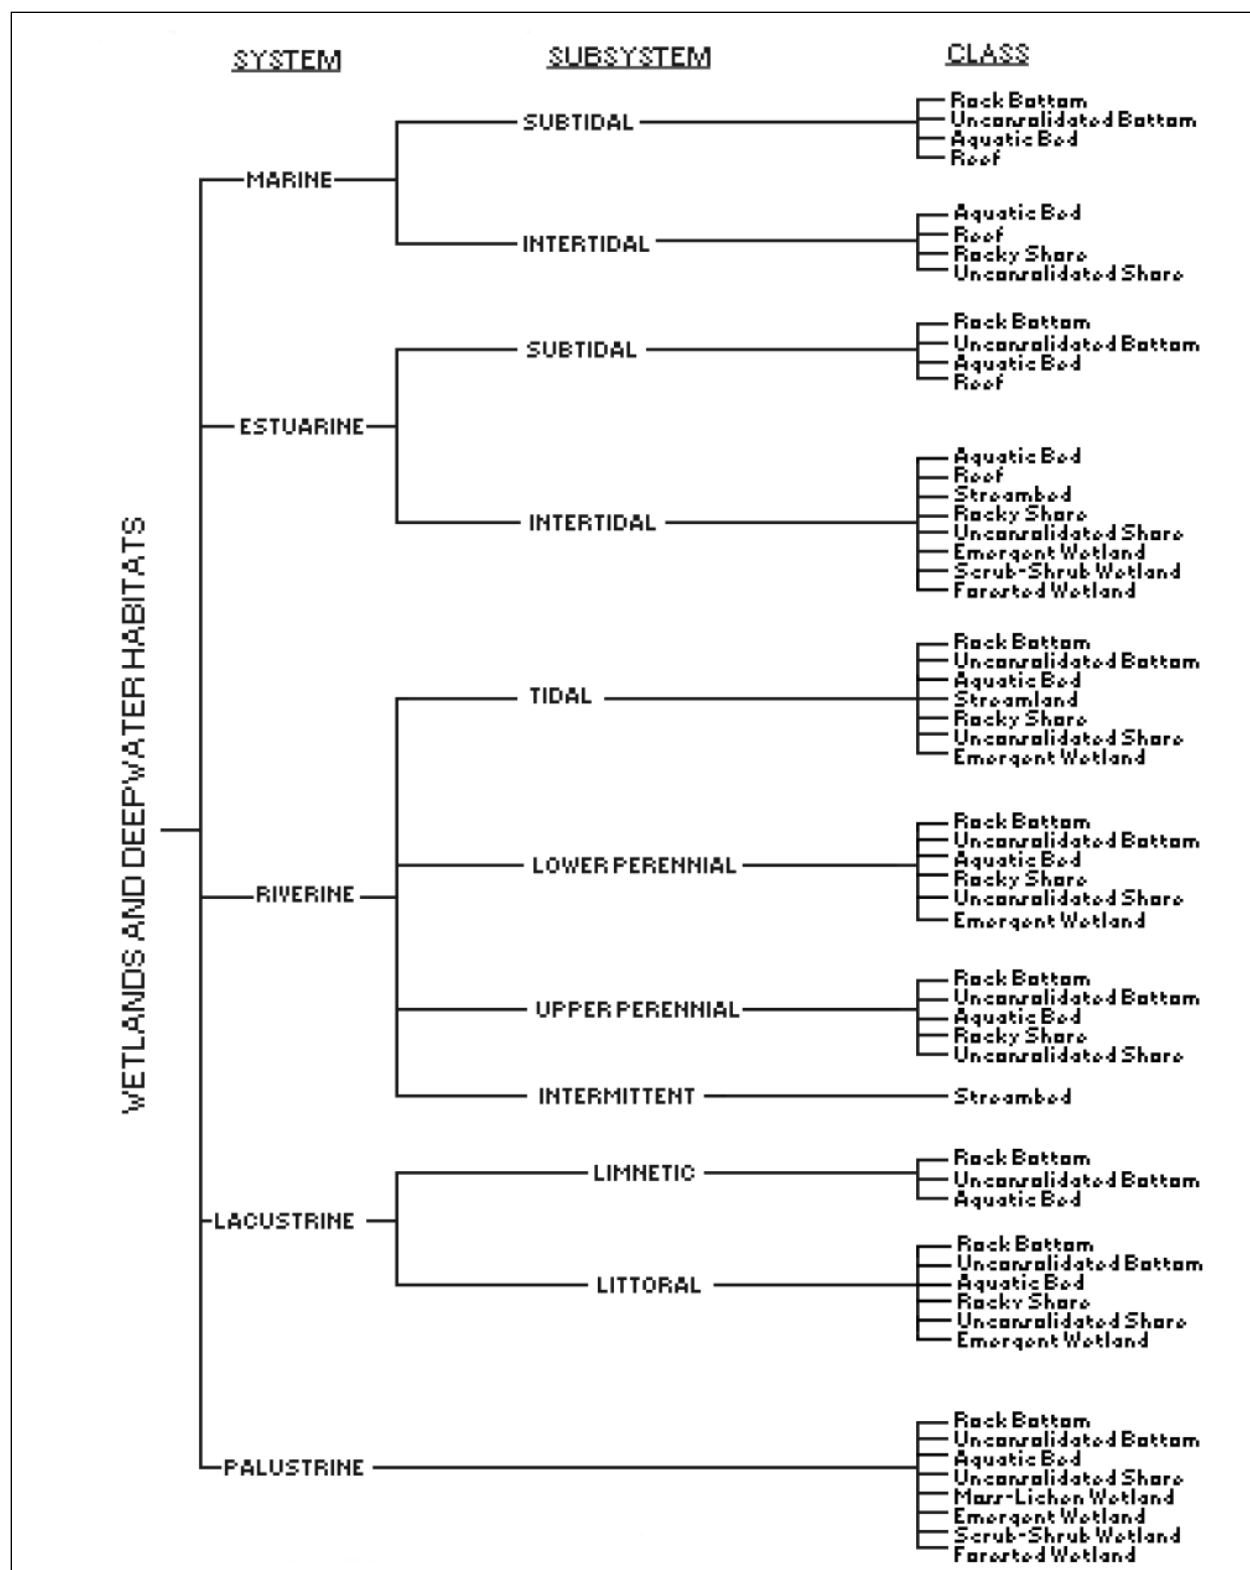 SYSTEM
SUBSYSTEM
CLASS
WETLANDS AND DEEPWATER HABITATS
MARINE
SUBTIDAL
Rock Bottom
Unconsolidated Bottom
Aquatic Bed
Reef
INTERTIDAL
Aquatic Bed
Reef
Rocky Shore
Unconsolidated Shore
ESTUARINE
SUBTIDAL
Rock Bottom
Unconsolidated Bottom
Aquatic Bed
Reef
INTERTIDAL
Aquatic Bed
Reef
Streambed
Rocky Shore
Unconsolidated Shore
Emergent Wetland
Scrub-Shrub Wetland
Forested Wetland
RIVERINE
TIDAL
Rock Bottom
Unconsolidated Bottom
Aquatic Bed
Streamland
Rocky Shore
Unconsolidated Shore
Emergent Wetland
LOWER PERENNIAL
Rock Bottom
Unconsolidated Bottom
Aquatic Bed
Rocky Shore
Unconsolidated Shore
Emergent Wetland
UPPER PERENNIAL
Rock Bottom
Unconsolidated Bottom
Aquatic Bed
Rocky Shore
Unconsolidated Shore
INTERMITTENT
Streambed
LACUSTRINE
LIMNETIC
Rock Bottom
Unconsolidated Bottom
Aquatic Bed
LITTORAL
Rock Bottom
Unconsolidated Bottom
Aquatic Bed
Rocky Shore
Unconsolidated Shore
Emergent Wetland
PALUSTRINE
Rock Bottom
Unconsolidated Bottom
Aquatic Bed
Unconsolidated Shore
Moss-Lichen Wetland
Emergent Wetland
Scrub-Shrub Wetland
Forested Wetland